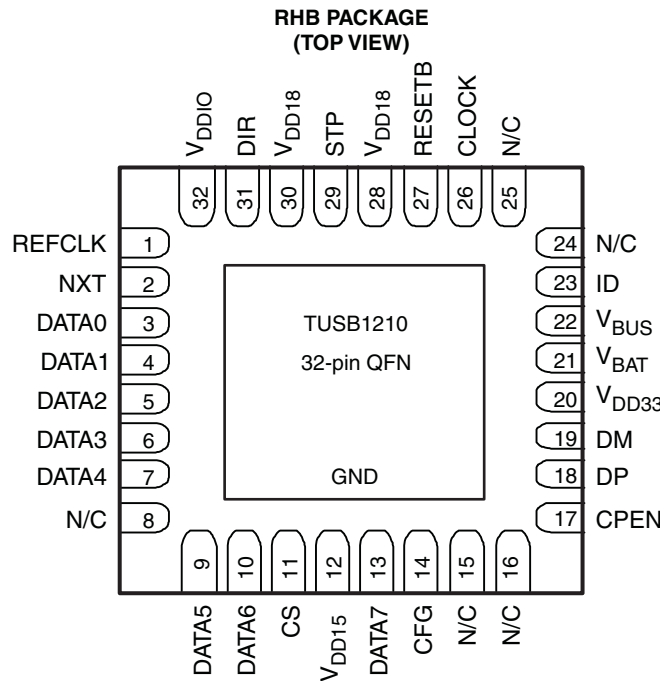 RHB PACKAGE
(TOP VIEW)
VDDIO
DIR
VDD18
STP
VDD18
RESETB
CLOCK
N/C
32
31
30
29
28
27
26
25
REFCLK 1
NXT 2
DATA0 3
DATA1 4
DATA2 5
DATA3 6
DATA4 7
N/C 8
TUSB1210
32-pin QFN
GND
24 N/C
23 ID
22 VBUS
21 VBAT
20 VDD33
19 DM
18 DP
17 CPEN
9
10
11
12
13
14
15
16
DATA5
DATA6
CS
VDD15
DATA7
CFG
N/C
N/C